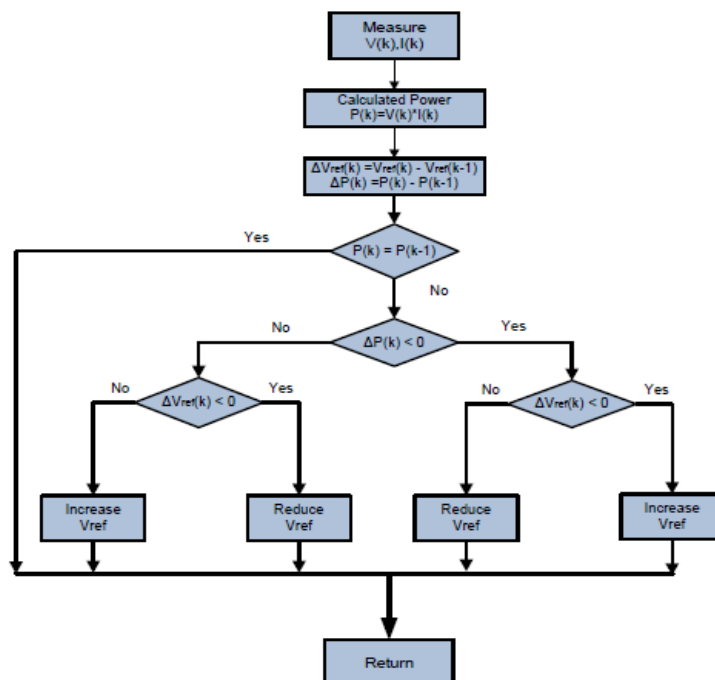 Measure
V(k),I(k)
Calculated Power
P(k)=V(k)*I(k)
ΔVref(k) =Vref(k) - Vref(k-1)
ΔP(k) =P(k) - P(k-1)
Yes
P(k) = P(k-1)
No
No
ΔP(k) < 0
Yes
No
ΔVref(k) < 0
Yes
No
ΔVref(k) < 0
Yes
Increase
Vref
Reduce
Vref
Reduce
Vref
Increase
Vref
Return